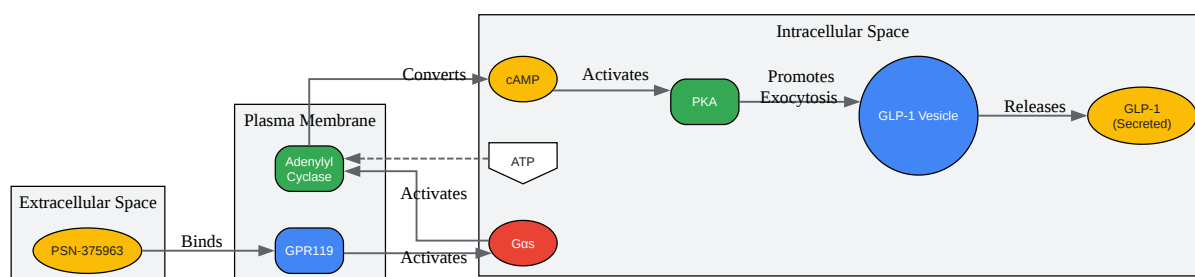 Intracellular Space
Converts
cAMP
Activates
PKA
Promotes
Exocytosis
GLP-1 Vesicle
Releases
GLP-1
(Secreted)
Plasma Membrane
Adenylyl
Cyclase
ATP
Activates
Extracellular Space
PSN-375963
Binds
GPR119
Activates
Gαs